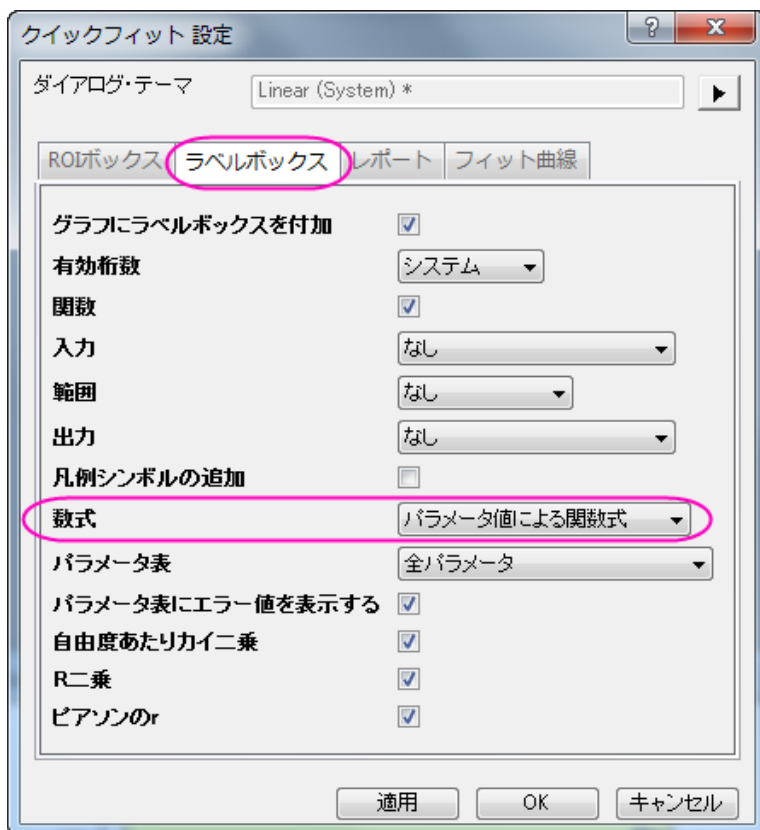 クイックフィット 設定
ダイアログ・テーマ Linear (System) *
ROIボックス ラベルボックス レポート フィット曲線
グラフにラベルボックスを付加
有効桁数 システム
関数
入力 なし
範囲 なし
出力 なし
凡例シンボルの追加
数式 パラメータ値による関数式
パラメータ表 全パラメータ
パラメータ表にエラー値を表示する
自由度あたりカイ二乗
R二乗
ピアソンのr
適用 OK キャンセル